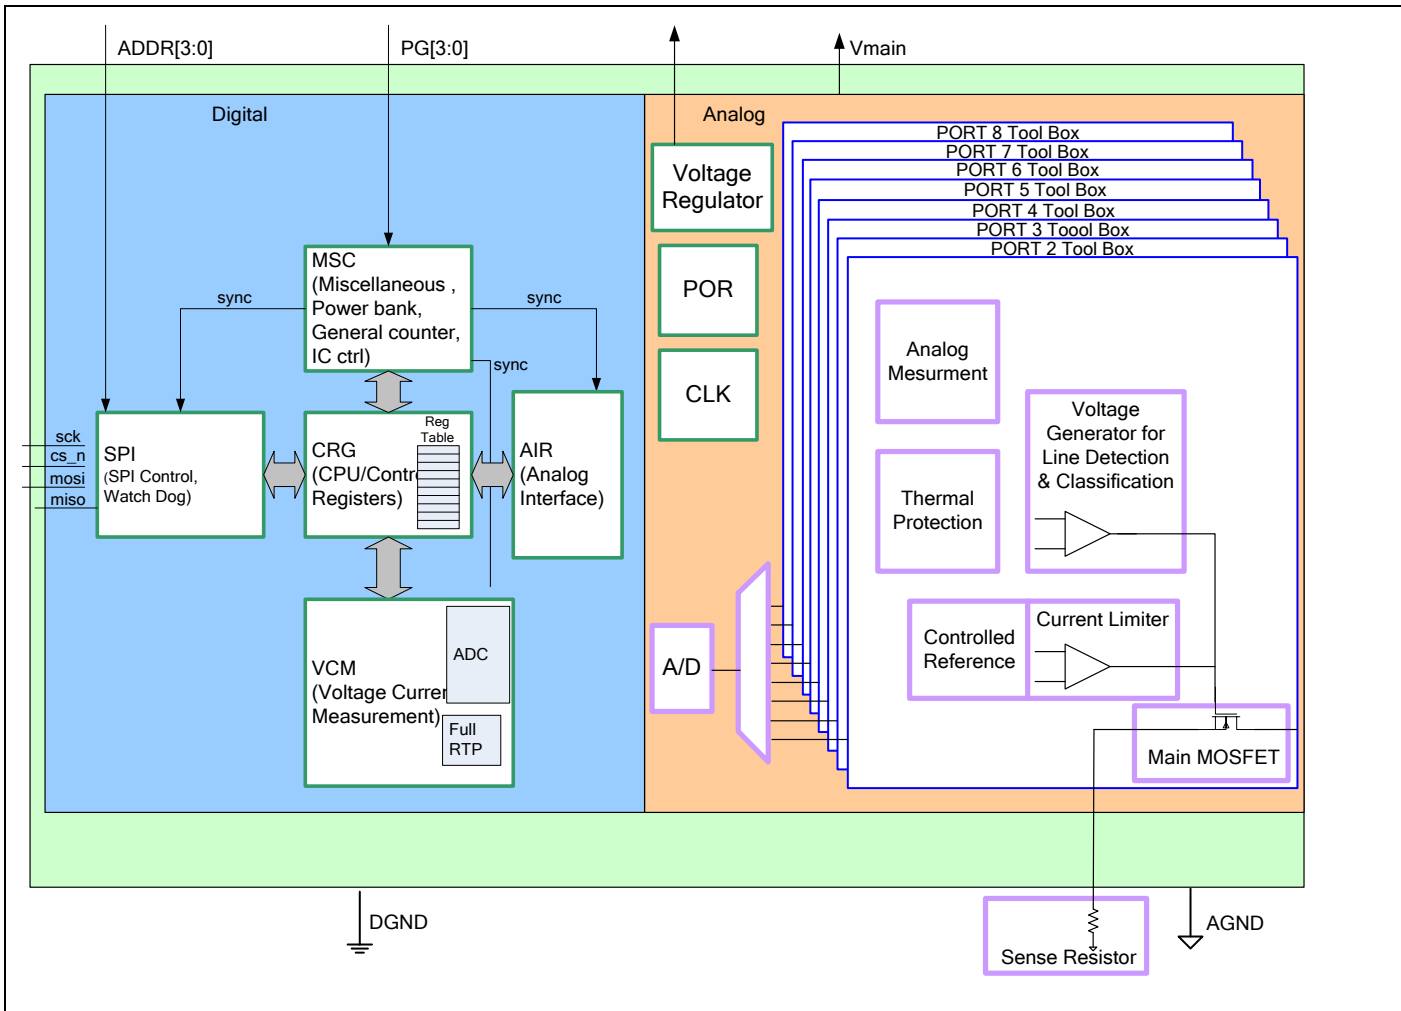 ADDR[3:0]
PG[3:0]
Vmain
Digital
Analog
PORT 8 Tool Box
PORT 7 Tool Box
PORT 6 Tool Box
PORT 5 Tool Box
PORT 4 Tool Box
PORT 3 Toool Box
PORT 2 Tool Box
Voltage
Regulator
POR
CLK
MSC
(Miscellaneous ,
Power bank,
General counter,
IC ctrl)
sync
sync
sync
sck
cs_n
mosi
miso
SPI
(SPI Control,
Watch Dog)
CRG
(CPU/Contro
Registers)
Reg
Table
AIR
(Analog
Interface)
VCM
(Voltage Curren
Measurement)
ADC
Full
RTP
A/D
Analog
Mesurment
Thermal
Protection
Voltage
Generator for
Line Detection
& Classification
Controlled
Reference
Current Limiter
Main MOSFET
DGND
Sense Resistor
AGND